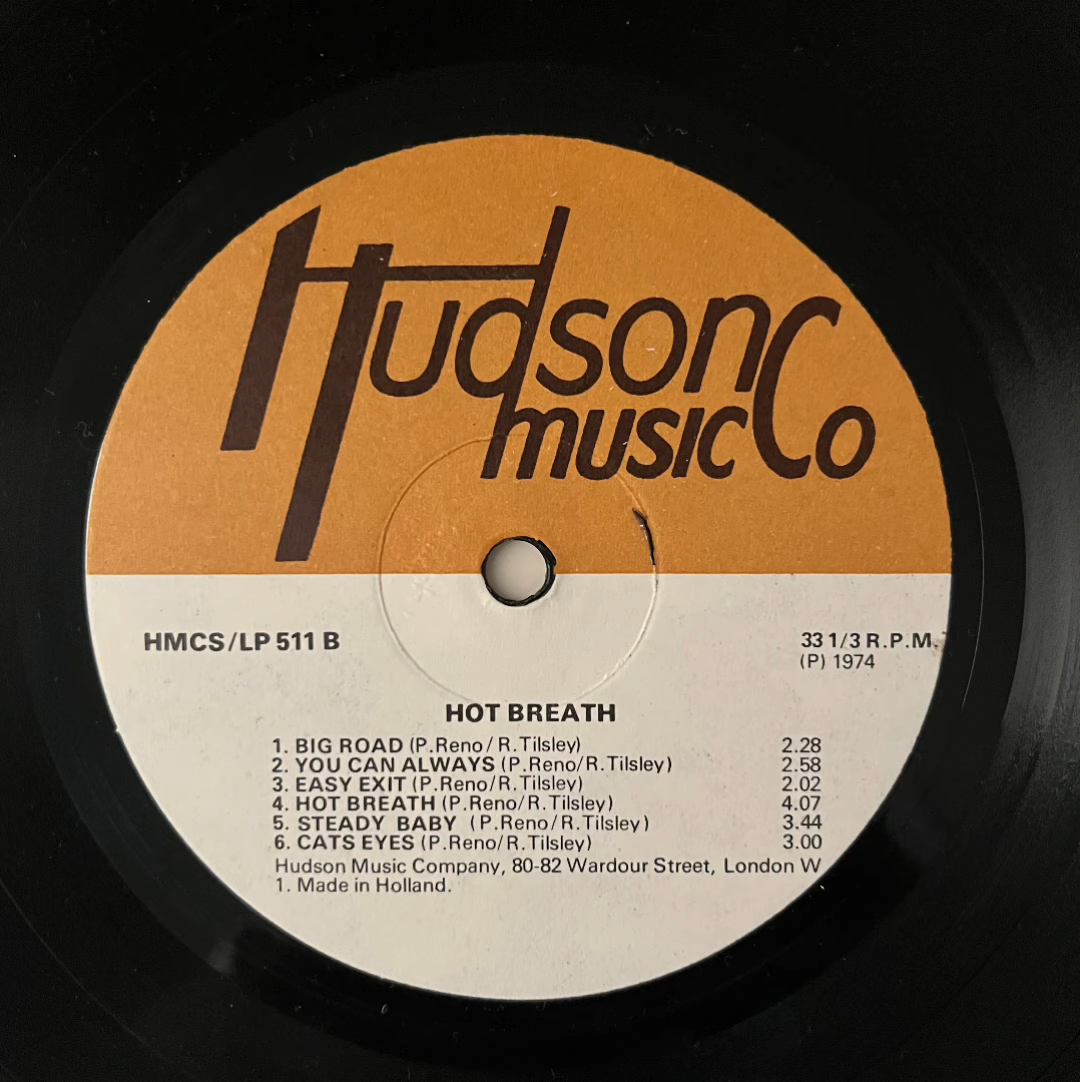 Hudson
music Co
HMCS/LP 511 B
33 1/3 R.P.M.
(P) 1974
HOT BREATH
1. BIG ROAD (P.Reno/R.Tilsley) 2.28
2. YOU CAN ALWAYS (P.Reno/R.Tilsley) 2.58
3. EASY EXIT (P.Reno/R.Tilsley) 2.02
4. HOT BREATH (P.Reno/R.Tilsley) 4.07
5. STEADY BABY (P.Reno/R.Tilsley) 3.44
6. CATS EYES (P.Reno/R.Tilsley) 3.00
Hudson Music Company, 80-82 Wardour Street, London W
1. Made in Holland.